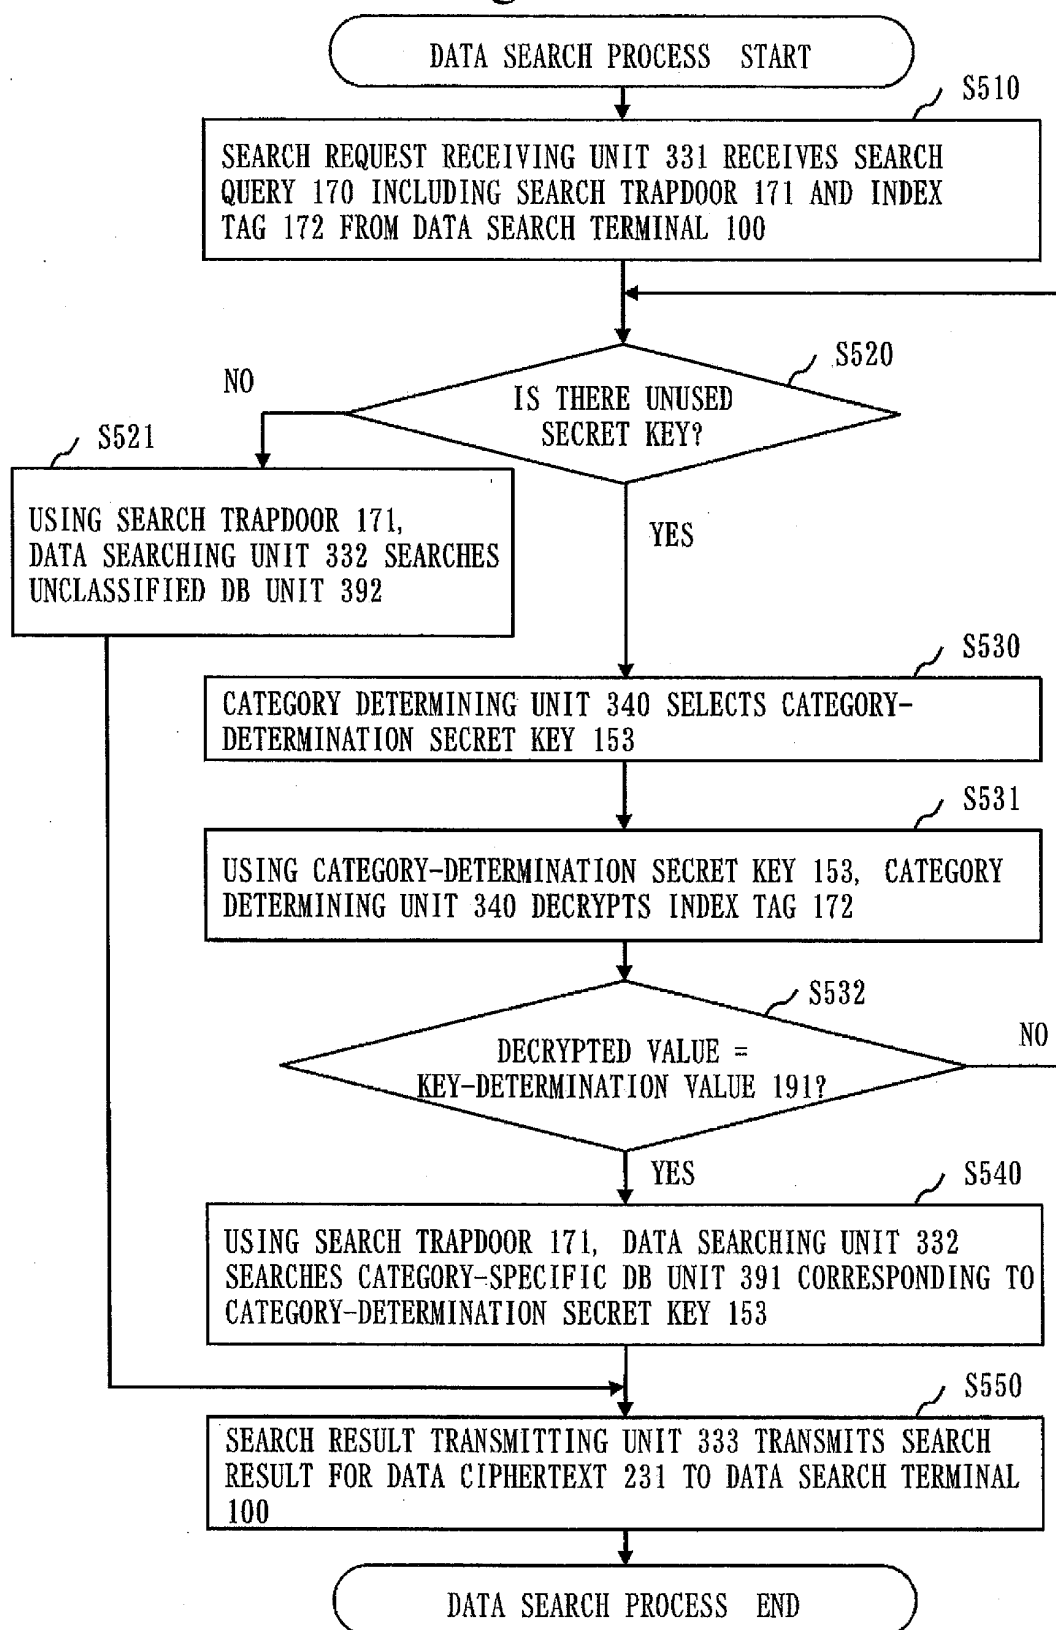 DATA SEARCH PROCESS START
S510
SEARCH REQUEST RECEIVING UNIT 331 RECEIVES SEARCH
QUERY 170 INCLUDING SEARCH TRAPDOOR 171 AND INDEX
TAG 172 FROM DATA SEARCH TERMINAL 100
S520
NO
IS THERE UNUSED
SECRET KEY?
S521
USING SEARCH TRAPDOOR 171,
DATA SEARCHING UNIT 332 SEARCHES
UNCLASSIFIED DB UNIT 392
YES
S530
CATEGORY DETERMINING UNIT 340 SELECTS CATEGORY-
DETERMINATION SECRET KEY 153
S531
USING CATEGORY-DETERMINATION SECRET KEY 153, CATEGORY
DETERMINING UNIT 340 DECRYPTS INDEX TAG 172
S532
NO
DECRYPTED VALUE =
KEY-DETERMINATION VALUE 191?
YES
S540
USING SEARCH TRAPDOOR 171, DATA SEARCHING UNIT 332
SEARCHES CATEGORY-SPECIFIC DB UNIT 391 CORRESPONDING TO
CATEGORY-DETERMINATION SECRET KEY 153
S550
SEARCH RESULT TRANSMITTING UNIT 333 TRANSMITS SEARCH
RESULT FOR DATA CIPHERTEXT 231 TO DATA SEARCH TERMINAL
100
DATA SEARCH PROCESS END